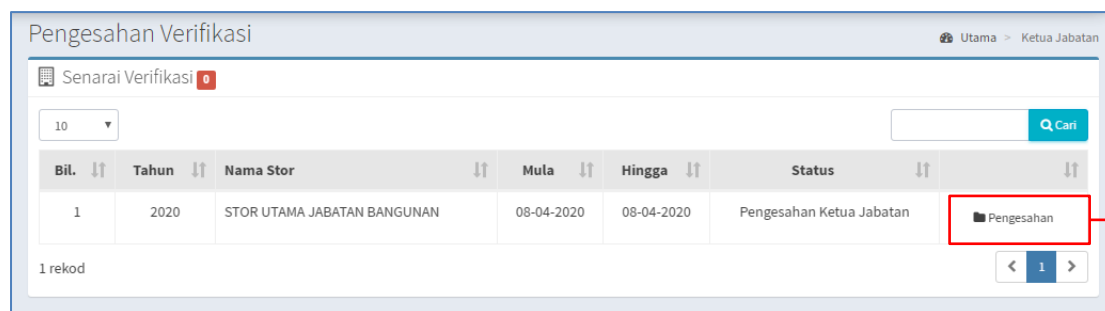 Pengesahan Verifikasi
Utama > Ketua Jabatan
Senarai Verifikasi 0
10
Cari
Bil. Tahun Nama Stor Mula Hingga Status
1 2020 STOR UTAMA JABATAN BANGUNAN 08-04-2020 08-04-2020 Pengesahan Ketua Jabatan Pengesahan
1 rekod
< 1 >